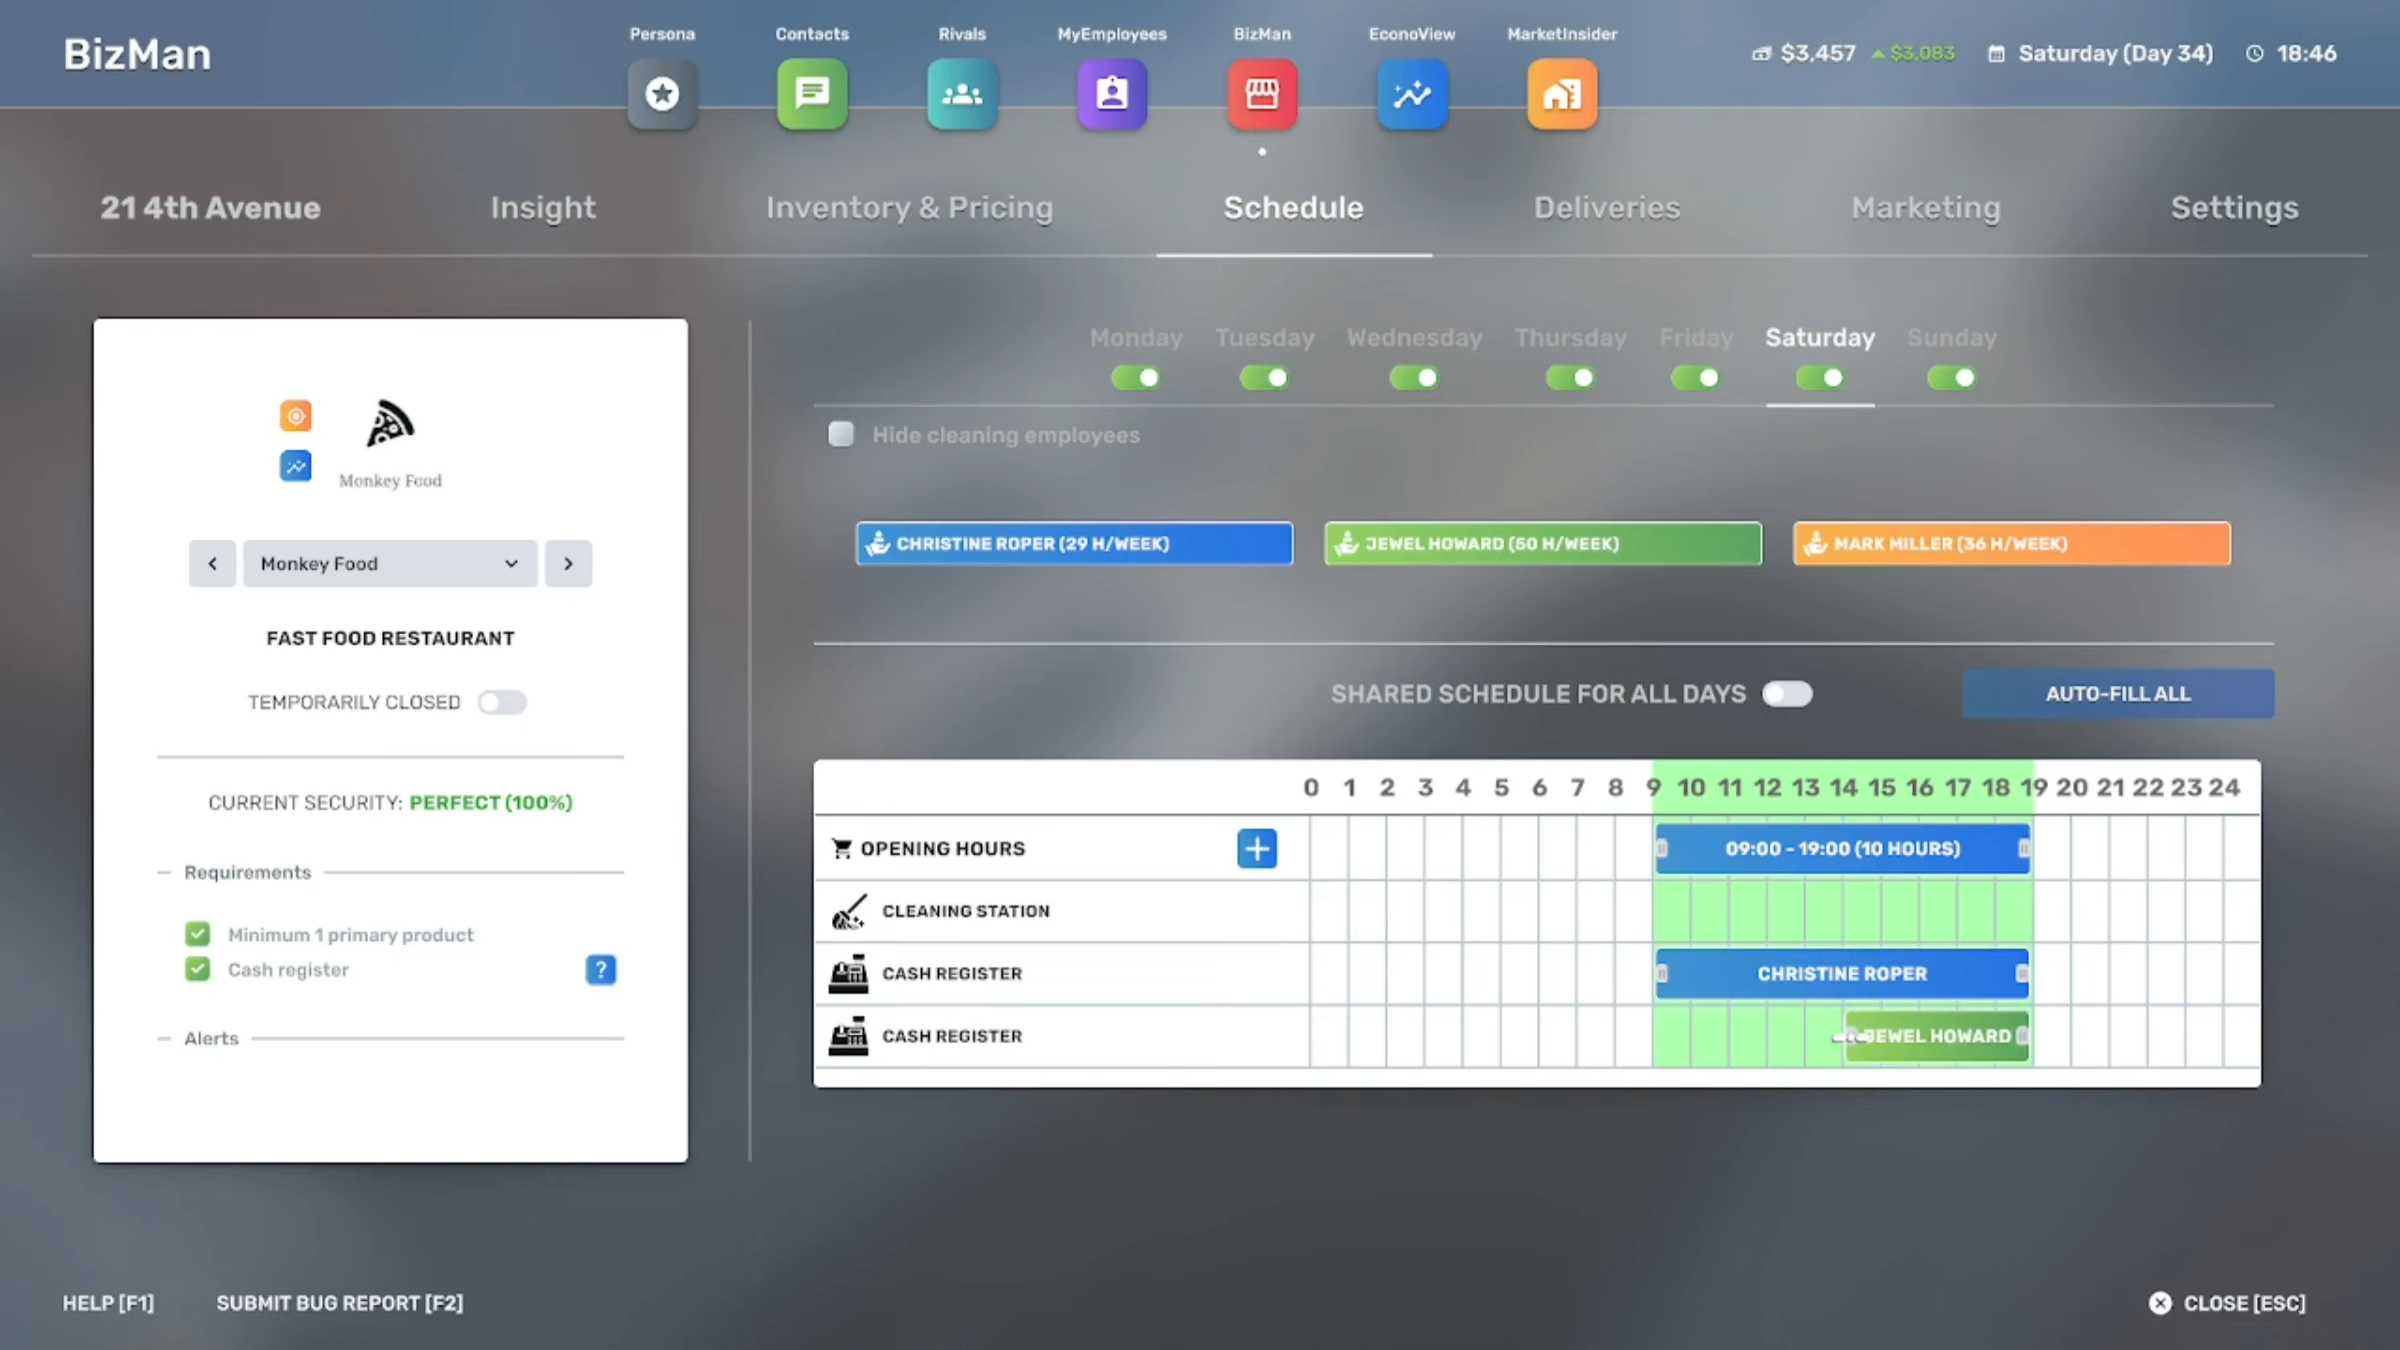 BizMan
Persona Contacts Rivals MyEmployees BizMan EconoView MarketInsider
$3,457 $3,083 Saturday (Day 34) 18:46
21 4th Avenue Insight Inventory & Pricing Schedule Deliveries Marketing Settings
Monkey Food
Monkey Food
FAST FOOD RESTAURANT
TEMPORARILY CLOSED
CURRENT SECURITY: PERFECT (100%)
Requirements
Minimum 1 primary product
Cash register
?
Alerts
Monday Tuesday Wednesday Thursday Friday Saturday Sunday
Hide cleaning employees
CHRISTINE ROPER (29 H/WEEK) JEWEL HOWARD (50 H/WEEK) MARK MILLER (36 H/WEEK)
SHARED SCHEDULE FOR ALL DAYS AUTO-FILL ALL
0 1 2 3 4 5 6 7 8 9 10 11 12 13 14 15 16 17 18 19 20 21 22 23 24
OPENING HOURS 09:00 - 19:00 (10 HOURS)
CLEANING STATION
CASH REGISTER CHRISTINE ROPER
CASH REGISTER JEWEL HOWARD
HELP [F1] SUBMIT BUG REPORT [F2] CLOSE [ESC]